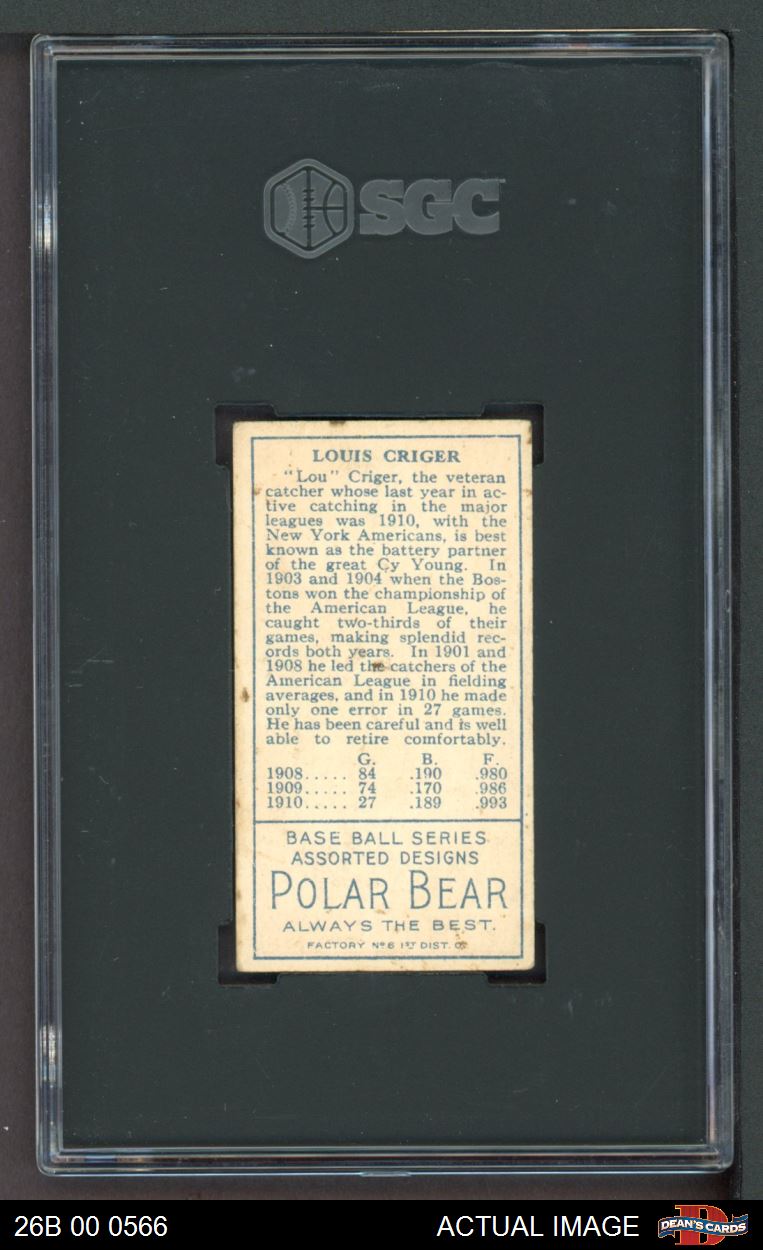 SGC
LOUIS CRIGER
"Lou" Criger, the veteran
catcher whose last year in ac-
tive catching in the major
leagues was 1910, with the
New York Americans, is best
known as the battery partner
of the great Cy Young. In
1903 and 1904 when the Bos-
tons won the championship of
the American League, he
caught two-thirds of their
games, making splendid rec-
ords both years. In 1901 and
1908 he led the catchers of the
American League in fielding
averages, and in 1910 he made
only one error in 27 games.
He has been careful and is well
able to retire comfortably.
G. B. F.
1908..... 84 .190 .980
1909..... 74 .170 .986
1910..... 27 .189 .993
BASE BALL SERIES
ASSORTED DESIGNS
POLAR BEAR
ALWAYS THE BEST.
FACTORY Nº 6 1ST DIST. O.
26B 00 0566
ACTUAL IMAGE
DEAN'S CARDS